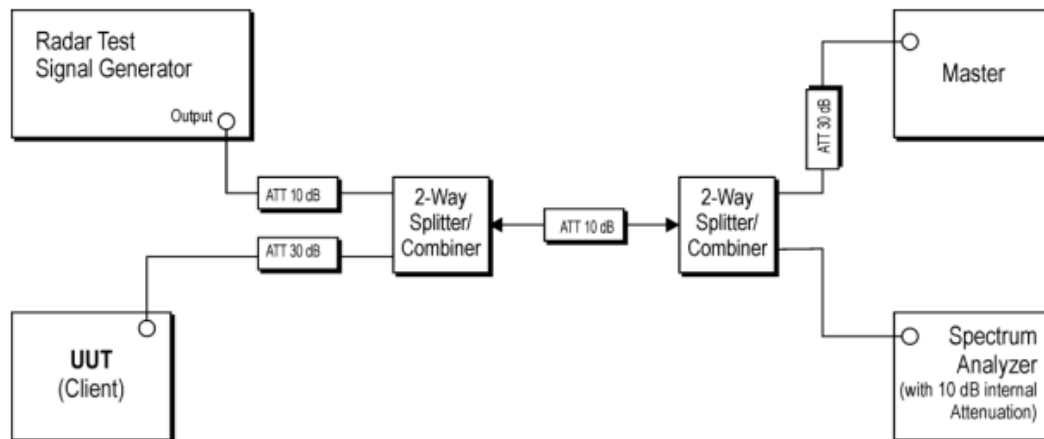 Radar Test
Signal Generator
Output
Master
ATT 30 dB
ATT 10 dB
2-Way
Splitter/
Combiner
ATT 10 dB
2-Way
Splitter/
Combiner
ATT 30 dB
UUT
(Client)
Spectrum
Analyzer
(with 10 dB internal
Attenuation)